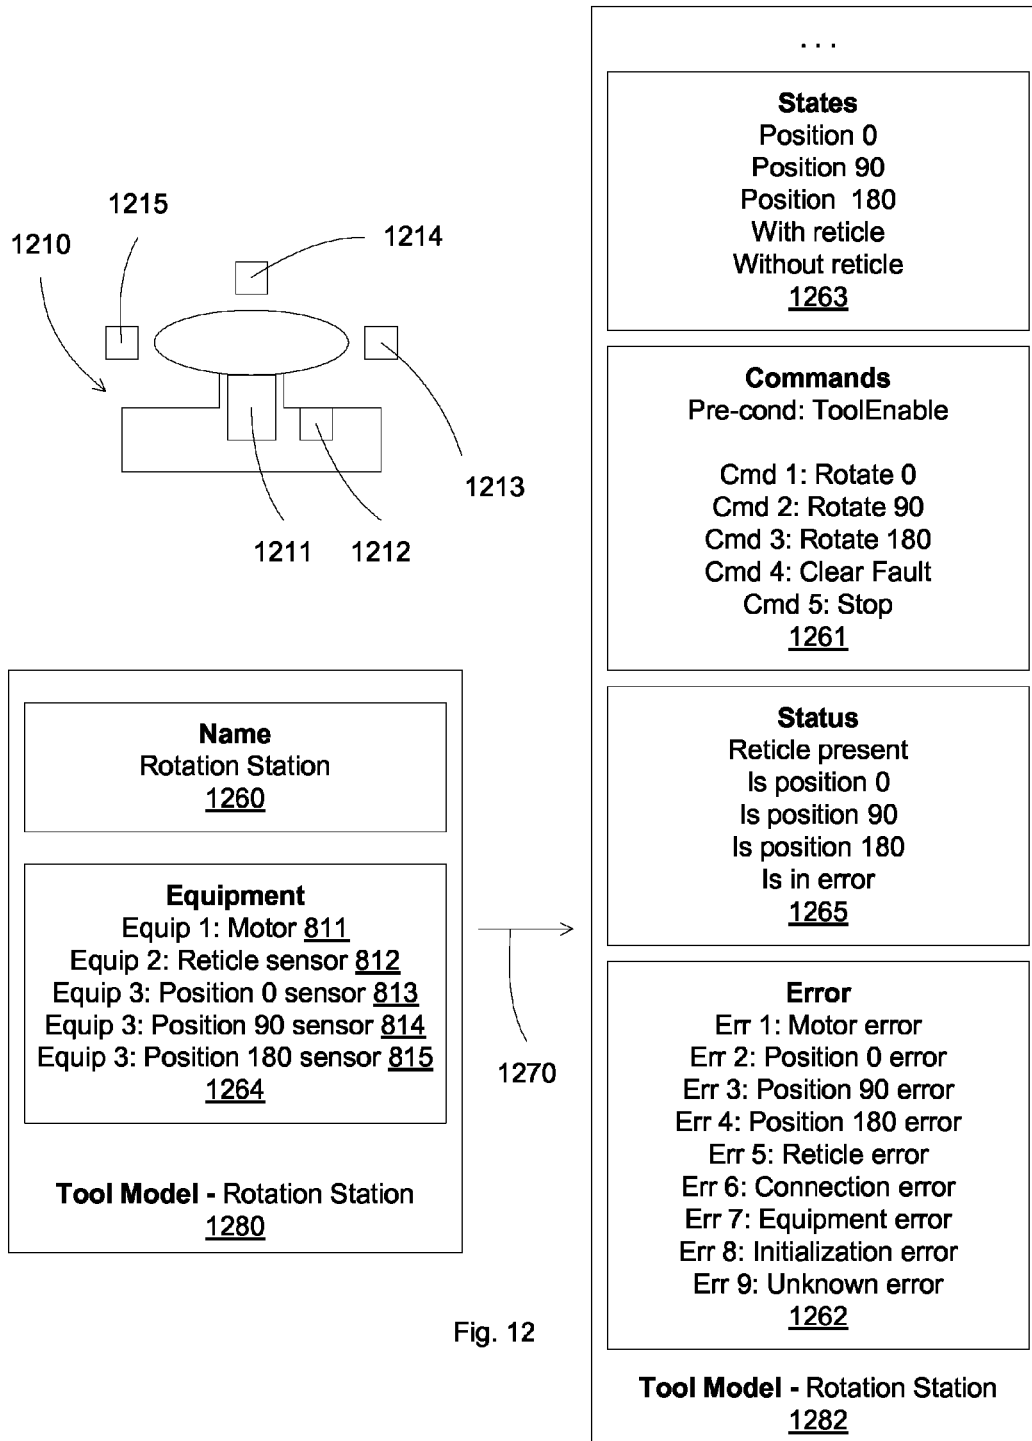 1215
1210
1214
1213
1211
1212
Name
Rotation Station
1260
Equipment
Equip 1: Motor 811
Equip 2: Reticle sensor 812
Equip 3: Position 0 sensor 813
Equip 3: Position 90 sensor 814
Equip 3: Position 180 sensor 815
1264
Tool Model - Rotation Station
1280
1270
. . .
States
Position 0
Position 90
Position 180
With reticle
Without reticle
1263
Commands
Pre-cond: ToolEnable
Cmd 1: Rotate 0
Cmd 2: Rotate 90
Cmd 3: Rotate 180
Cmd 4: Clear Fault
Cmd 5: Stop
1261
Status
Reticle present
Is position 0
Is position 90
Is position 180
Is in error
1265
Error
Err 1: Motor error
Err 2: Position 0 error
Err 3: Position 90 error
Err 4: Position 180 error
Err 5: Reticle error
Err 6: Connection error
Err 7: Equipment error
Err 8: Initialization error
Err 9: Unknown error
1262
Tool Model - Rotation Station
1282
Fig. 12